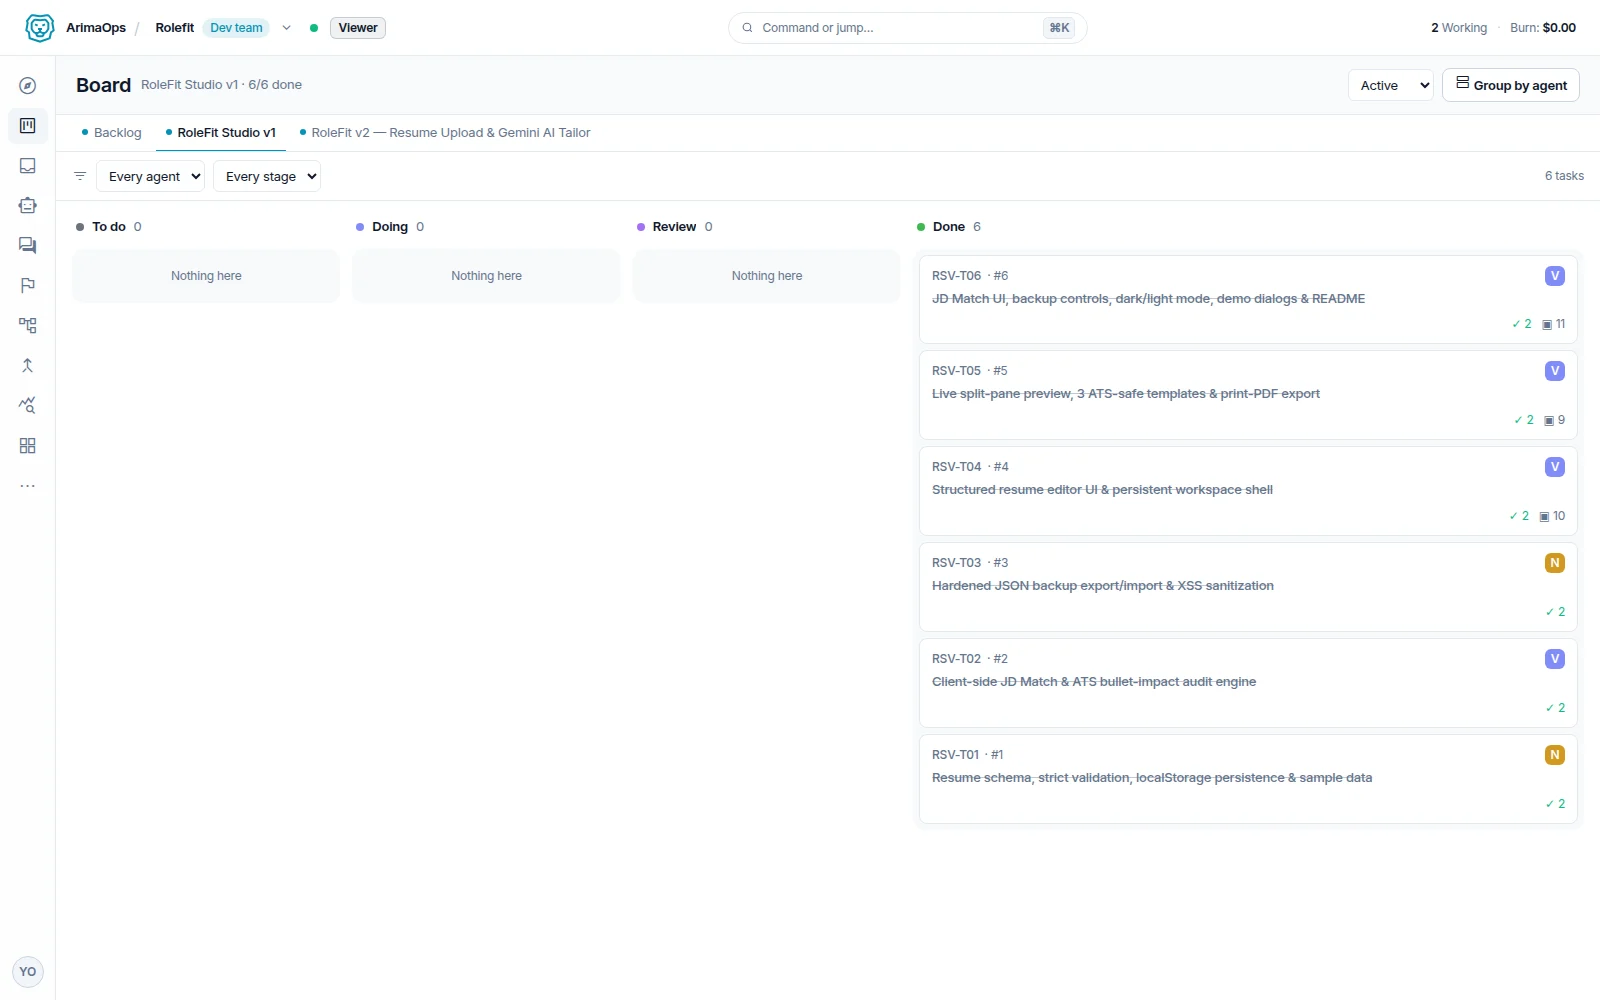 ArimaOps / Rolefit Dev team Viewer
Command or jump... ⌘K
2 Working · Burn: $0.00
Board RoleFit Studio v1 · 6/6 done
Active Group by agent
Backlog RoleFit Studio v1 RoleFit v2 — Resume Upload & Gemini AI Tailor
Every agent Every stage 6 tasks
To do 0 Doing 0 Review 0 Done 6
Nothing here Nothing here Nothing here
RSV-T06 · #6 V
JD Match UI, backup controls, dark/light mode, demo dialogs & README
✓ 2 ▣ 11
RSV-T05 · #5 V
Live split-pane preview, 3 ATS-safe templates & print-PDF export
✓ 2 ▣ 9
RSV-T04 · #4 V
Structured resume editor UI & persistent workspace shell
✓ 2 ▣ 10
RSV-T03 · #3 N
Hardened JSON backup export/import & XSS sanitization
✓ 2
RSV-T02 · #2 V
Client-side JD Match & ATS bullet-impact audit engine
✓ 2
RSV-T01 · #1 N
Resume schema, strict validation, localStorage persistence & sample data
✓ 2
YO